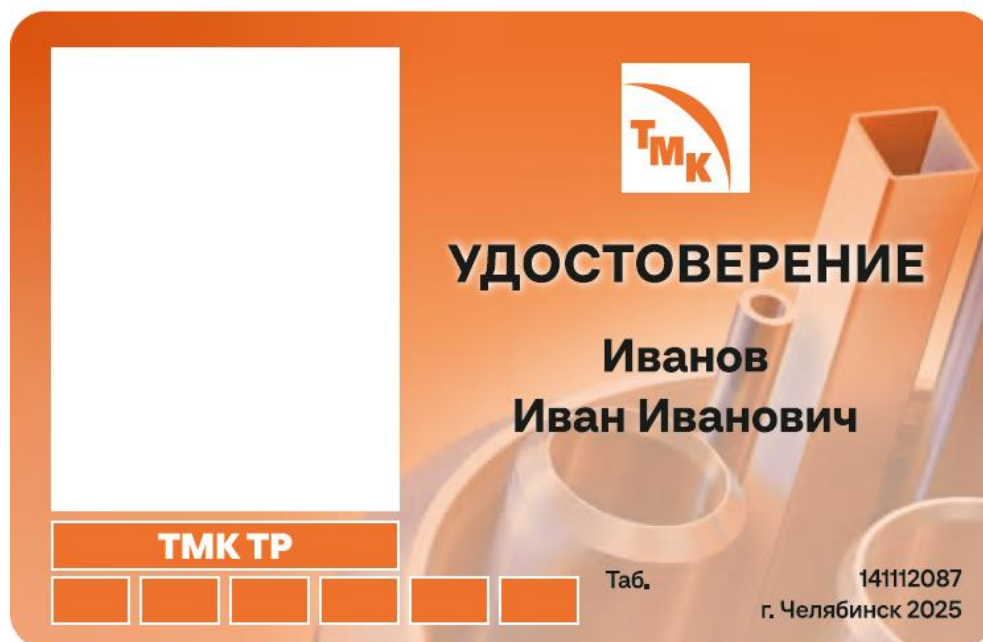 ТМК
УДОСТОВЕРЕНИЕ
Иванов
Иван Иванович
ТМК ТР
Таб. 141112087
г. Челябинск 2025